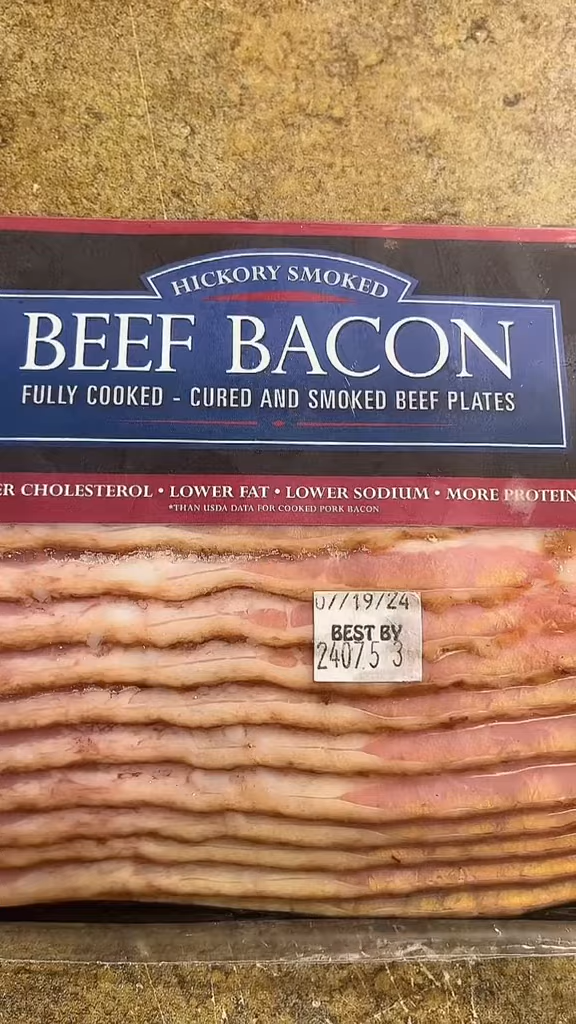 HICKORY SMOKED
BEEF BACON
FULLY COOKED - CURED AND SMOKED BEEF PLATES
CHOLESTEROL • LOWER FAT • LOWER SODIUM • MORE PROTEIN
*THAN USDA DATA FOR COOKED PORK BACON
07/19/24
BEST BY
24075 3